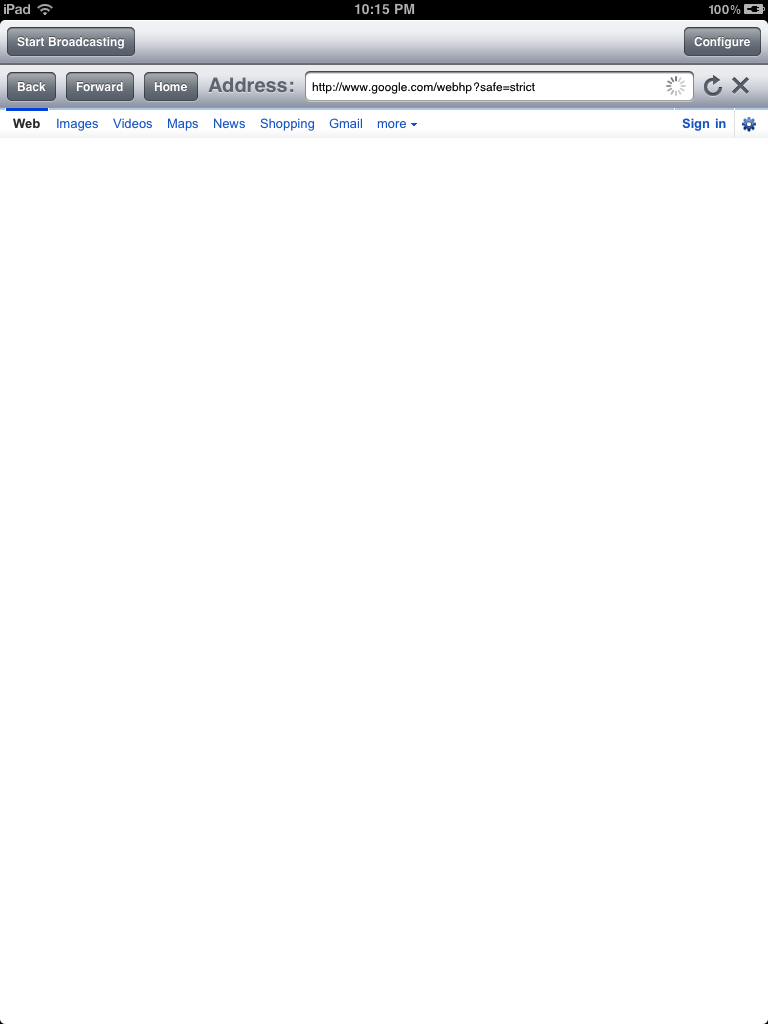 iPad 10:15 PM 100%
Start Broadcasting Configure
Back Forward Home Address: http://www.google.com/webhp?safe=strict
Web Images Videos Maps News Shopping Gmail more Sign in